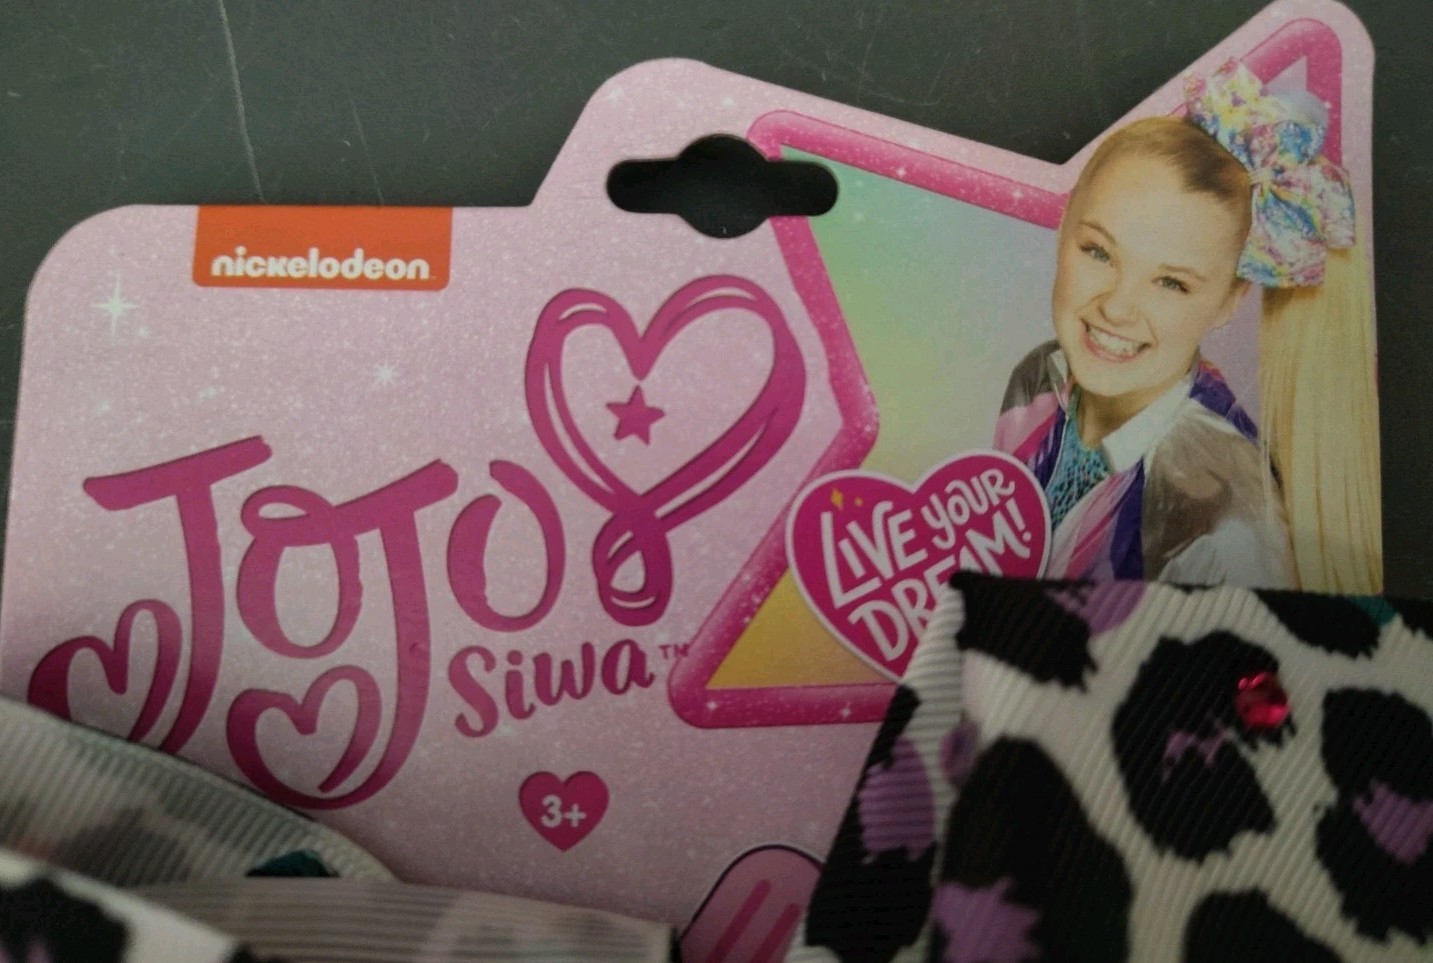 nickelodeon
JoJo
Siwa™
LiVE your
DREAM!
3+